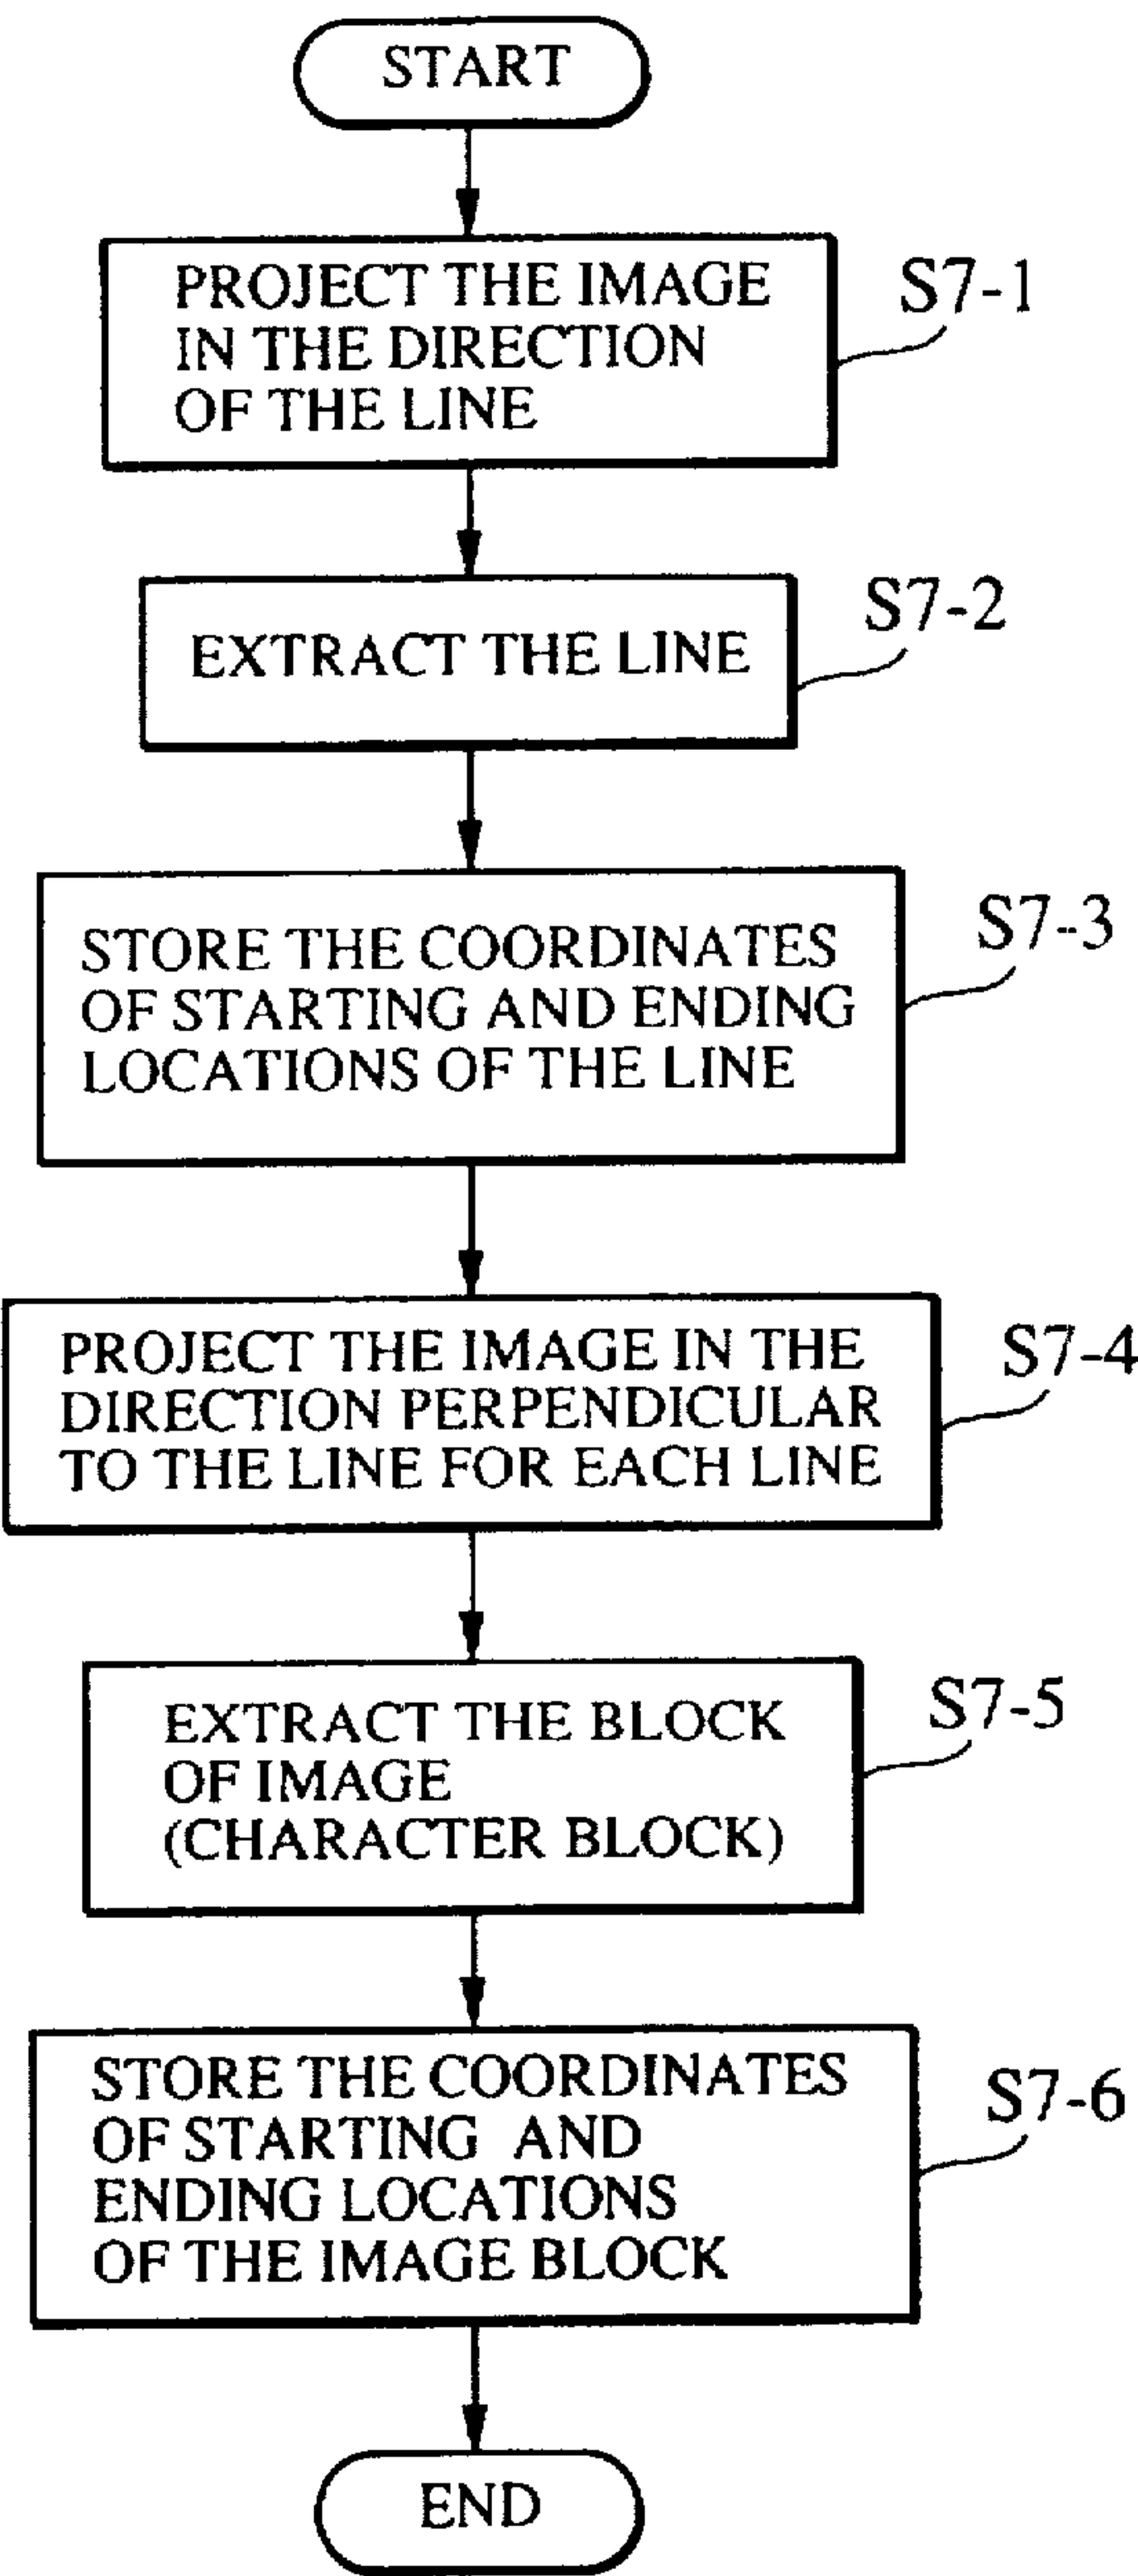 START
PROJECT THE IMAGE
IN THE DIRECTION
OF THE LINE
S7-1
EXTRACT THE LINE
S7-2
STORE THE COORDINATES
OF STARTING AND ENDING
LOCATIONS OF THE LINE
S7-3
PROJECT THE IMAGE IN THE
DIRECTION PERPENDICULAR
TO THE LINE FOR EACH LINE
S7-4
EXTRACT THE BLOCK
OF IMAGE
(CHARACTER BLOCK)
S7-5
STORE THE COORDINATES
OF STARTING AND
ENDING LOCATIONS
OF THE IMAGE BLOCK
S7-6
END